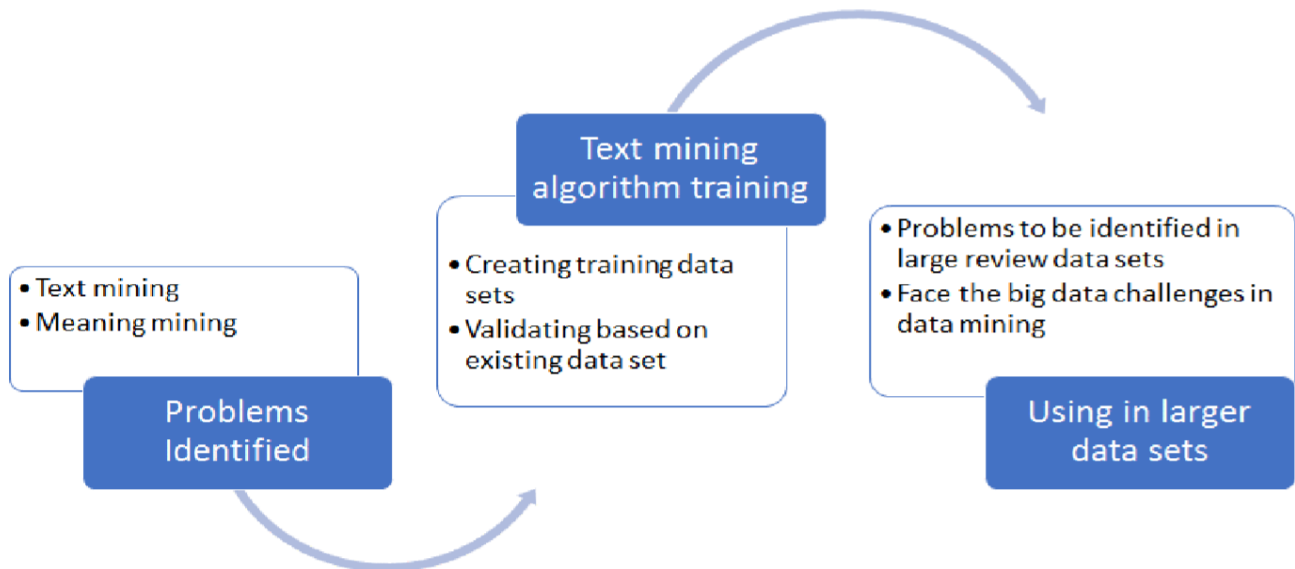 • Text mining
• Meaning mining
Problems
Identified
Text mining
algorithm training
• Creating training data
sets
• Validating based on
existing data set
• Problems to be identified in
large review data sets
• Face the big data challenges in
data mining
Using in larger
data sets